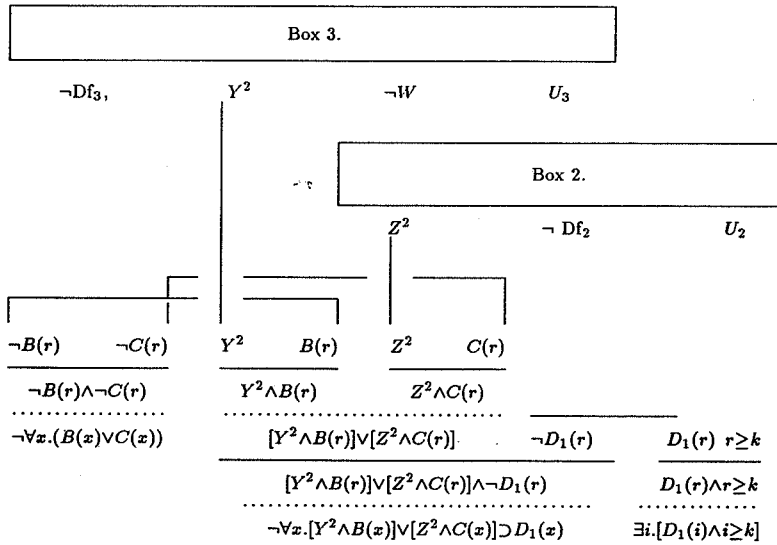 Box 3.
¬Df₃, Y² ¬W U₃
Box 2.
Z² ¬ Df₂ U₂
¬B(r) ¬C(r) Y² B(r) Z² C(r)
¬B(r)∧¬C(r) Y²∧B(r) Z²∧C(r)
¬∀x.(B(x)∨C(x)) [Y²∧B(r)]∨[Z²∧C(r)] ¬D₁(r) D₁(r) r≥k
[Y²∧B(r)]∨[Z²∧C(r)]∧¬D₁(r) D₁(r)∧r≥k
¬∀x.[Y²∧B(x)]∨[Z²∧C(x)]⊃D₁(x) ∃i.[D₁(i)∧i≥k]